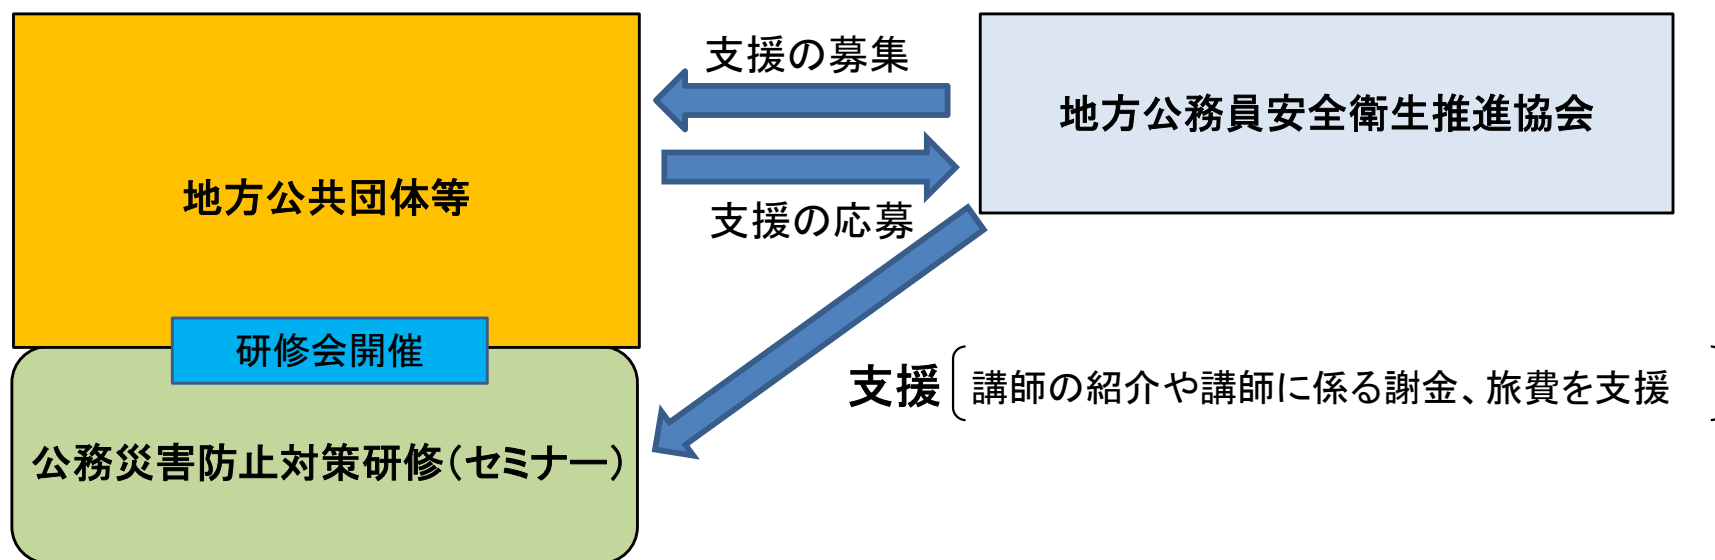 支援の募集
地方公務員安全衛生推進協会
地方公共団体等
支援の応募
研修会開催
支援 講師の紹介や講師に係る謝金、旅費を支援
公務災害防止対策研修(セミナー)